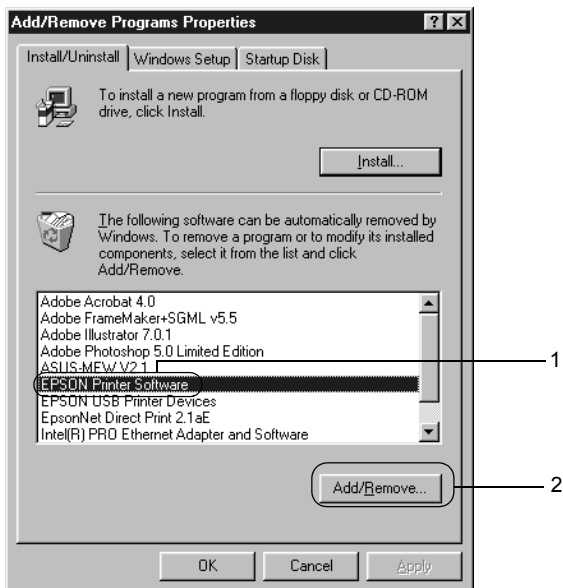 Add/Remove Programs Properties
Install/Uninstall
Windows Setup
Startup Disk
To install a new program from a floppy disk or CD-ROM
drive, click Install.
Install...
The following software can be automatically removed by
Windows. To remove a program or to modify its installed
components, select it from the list and click
Add/Remove.
Adobe Acrobat 4.0
Adobe FrameMaker+SGML v5.5
Adobe Illustrator 7.0.1
Adobe Photoshop 5.0 Limited Edition
ASUS-MEW V2.1
1
EPSON Printer Software
EPSON USB Printer Devices
EpsonNet Direct Print 2.1aE
Intel(R) PRO Ethernet Adapter and Software
Add/Remove...
2
OK
Cancel
Apply